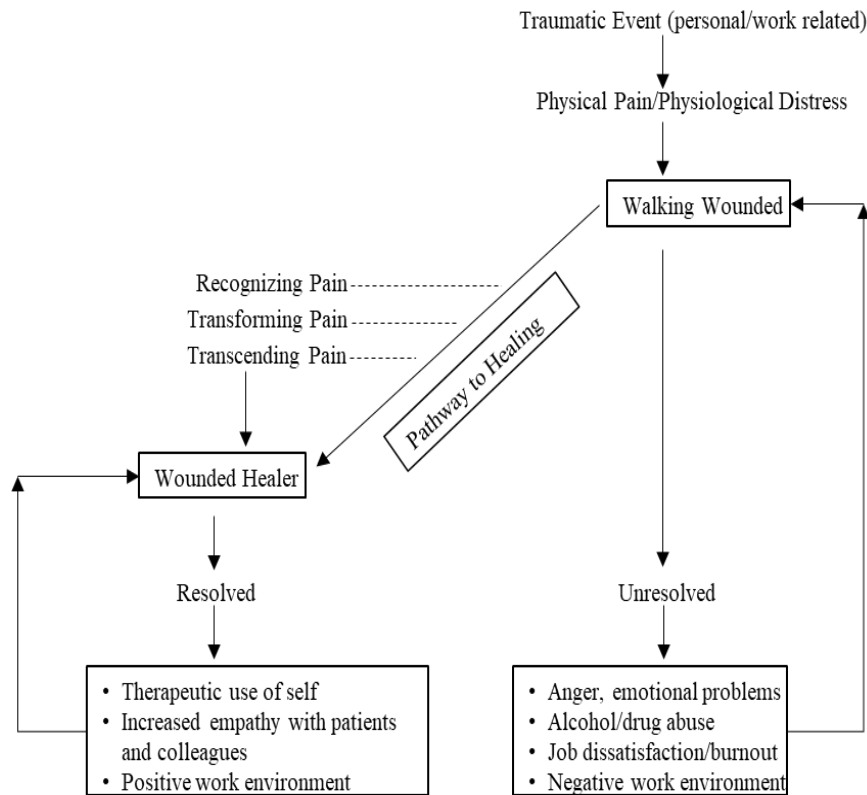 Traumatic Event (personal/work related)
Physical Pain/Physiological Distress
Walking Wounded
Recognizing Pain
Transforming Pain
Transcending Pain
Pathway to Healing
Wounded Healer
Resolved
Unresolved
• Therapeutic use of self
• Increased empathy with patients
and colleagues
• Positive work environment
• Anger, emotional problems
• Alcohol/drug abuse
• Job dissatisfaction/burnout
• Negative work environment